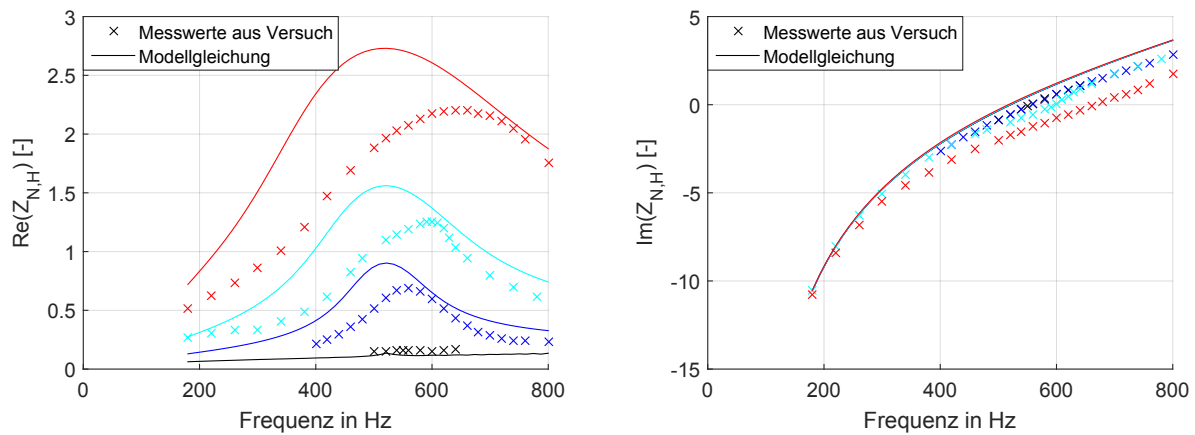 3
2.5
2
1.5
1
0.5
0
Re(Z_{N,H}) [-]
Messwerte aus Versuch
Modellgleichung
200
400
600
800
Frequenz in Hz
5
0
-5
-10
-15
Im(Z_{N,H}) [-]
Messwerte aus Versuch
Modellgleichung
0
200
400
600
800
Frequenz in Hz